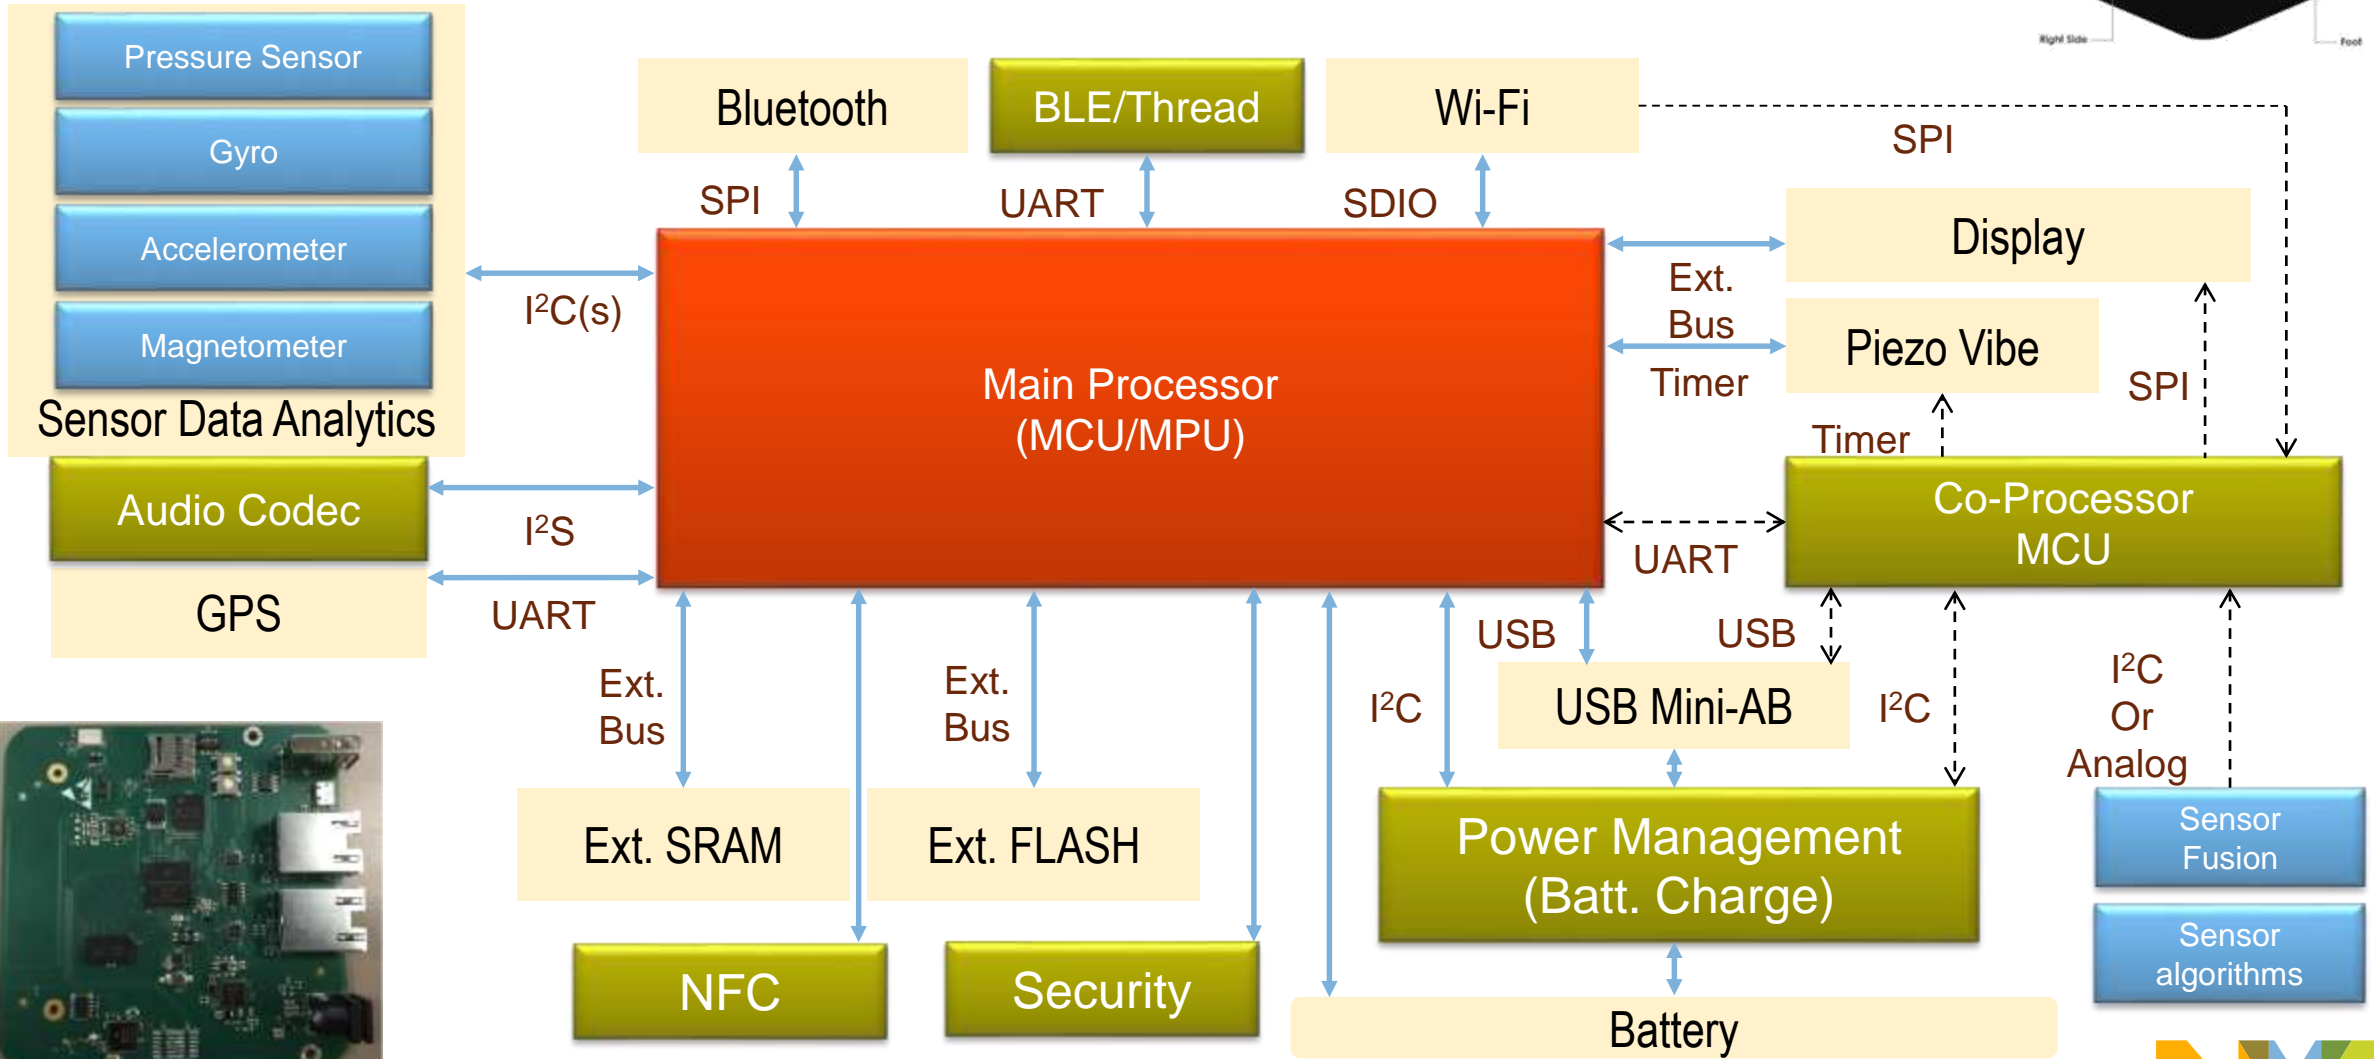 Right Side
Foot
Pressure Sensor
Gyro
Accelerometer
Magnetometer
Sensor Data Analytics
Audio Codec
GPS
Bluetooth
BLE/Thread
Wi-Fi
SPI
UART
SDIO
SPI
I²C(s)
I²S
UART
Main Processor
(MCU/MPU)
Display
Ext.
Bus
Piezo Vibe
Timer
SPI
Timer
Co-Processor
MCU
UART
USB
USB
Ext.
Bus
Ext.
Bus
I²C
USB Mini-AB
I²C
I²C
Or
Analog
Ext. SRAM
Ext. FLASH
Power Management
(Batt. Charge)
Sensor
Fusion
Sensor
algorithms
NFC
Security
Battery